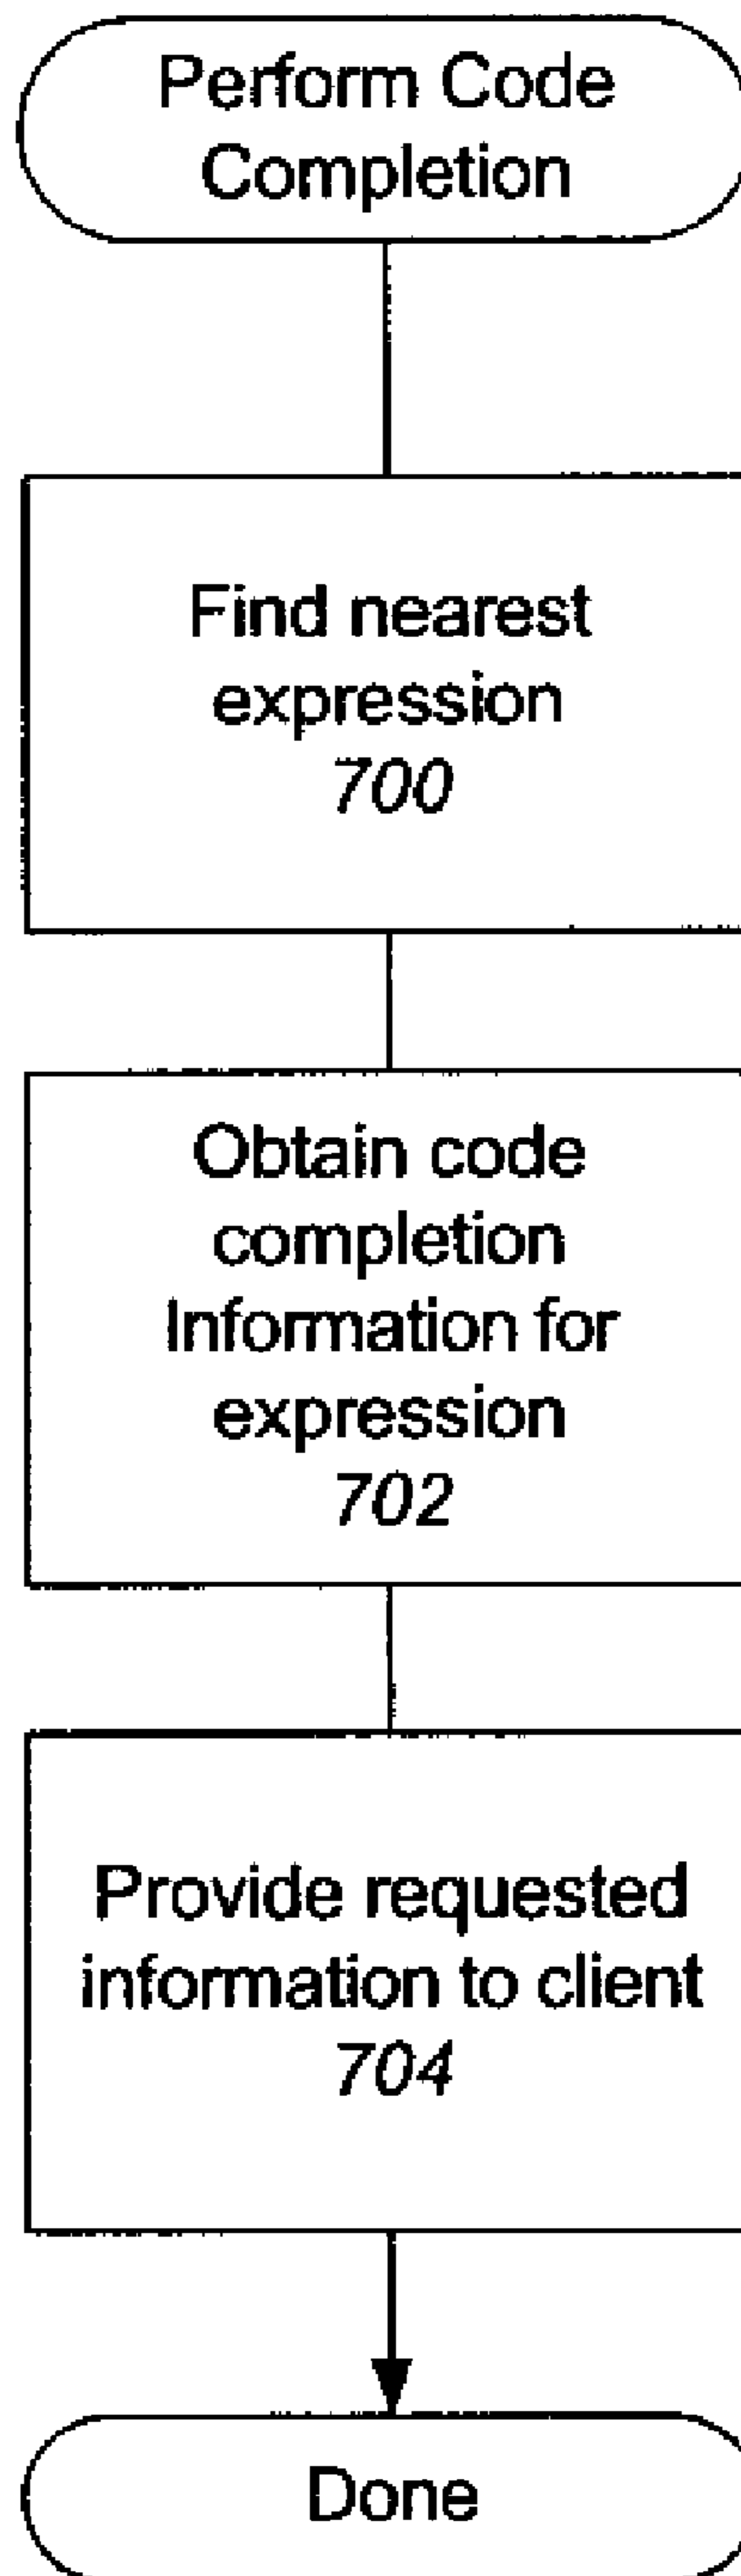 Perform Code
Completion
Find nearest
expression
700
Obtain code
completion
Information for
expression
702
Provide requested
information to client
704
Done